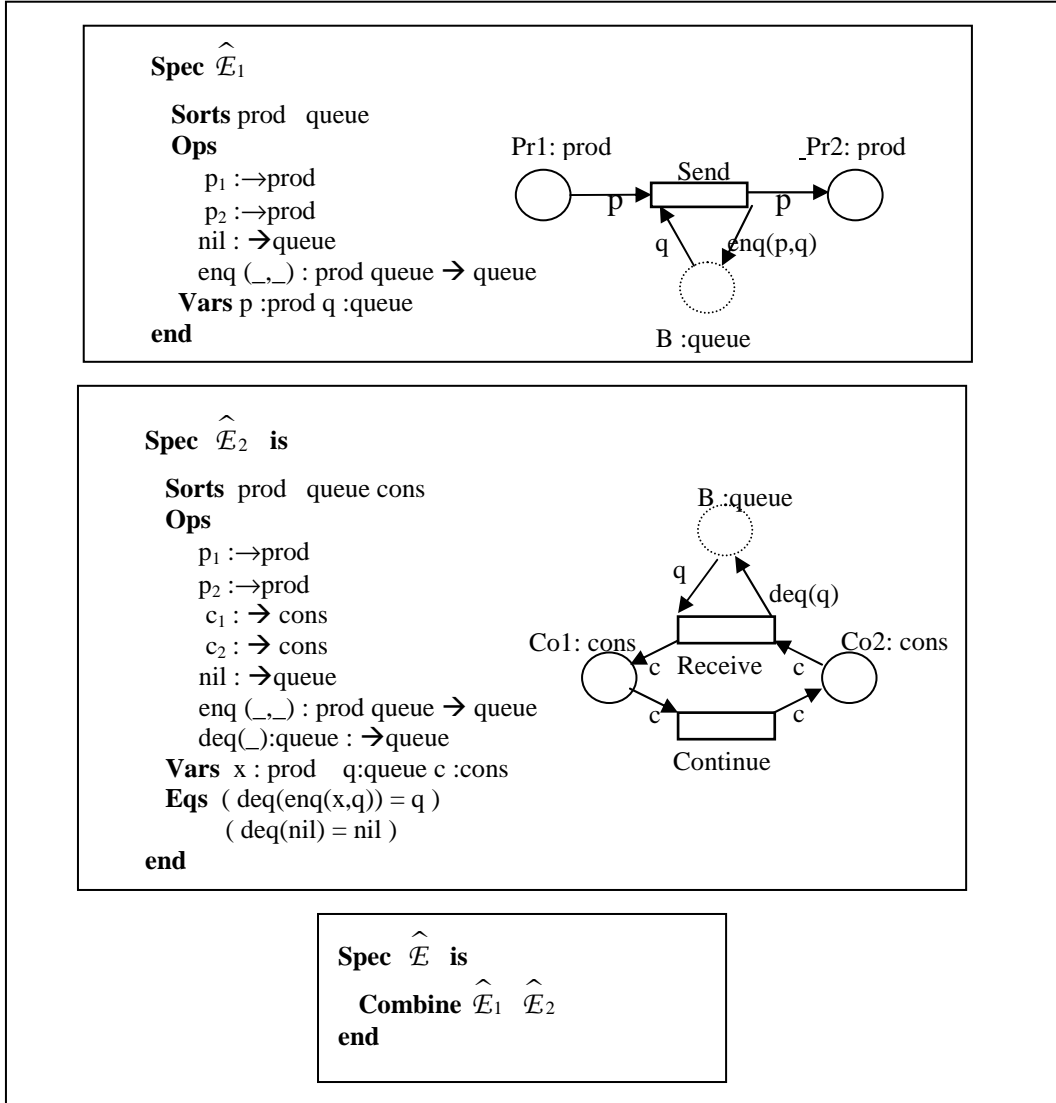 Spec Ê1
Sorts prod queue
Ops
p1 :→prod
p2 :→prod
nil : →queue
enq (_,_) : prod queue → queue
Vars p :prod q :queue
end
Pr1: prod
_Pr2: prod
Send
p
p
q
enq(p,q)
B :queue
Spec Ê2 is
Sorts prod queue cons
Ops
p1 :→prod
p2 :→prod
c1 : → cons
c2 : → cons
nil : →queue
enq (_,_) : prod queue → queue
deq(_):queue : →queue
Vars x : prod q:queue c :cons
Eqs ( deq(enq(x,q)) = q )
( deq(nil) = nil )
end
B :queue
q
deq(q)
Co1: cons
Co2: cons
c
Receive
c
c
c
Continue
Spec Ê is
Combine Ê1 Ê2
end